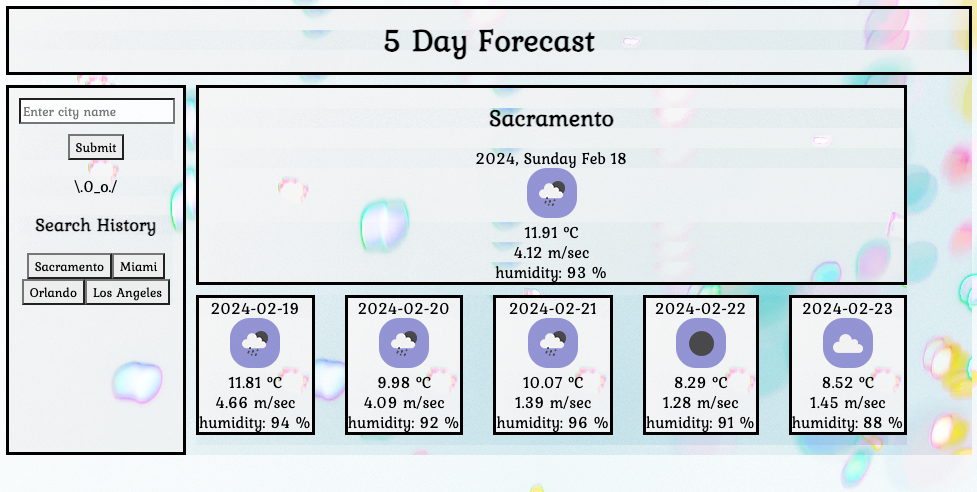 5 Day Forecast
Enter city name
Submit
\.O_o./
Search History
Sacramento Miami
Orlando Los Angeles
Sacramento
2024, Sunday Feb 18
11.91 °C
4.12 m/sec
humidity: 93 %
2024-02-19
11.81 °C
4.66 m/sec
humidity: 94 %
2024-02-20
9.98 °C
4.09 m/sec
humidity: 92 %
2024-02-21
10.07 °C
1.39 m/sec
humidity: 96 %
2024-02-22
8.29 °C
1.28 m/sec
humidity: 91 %
2024-02-23
8.52 °C
1.45 m/sec
humidity: 88 %